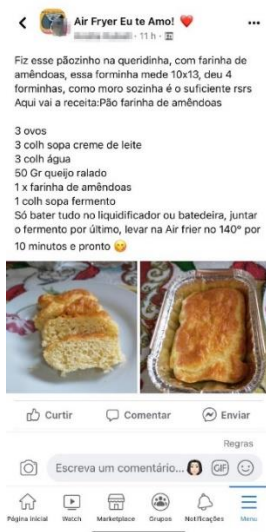 Air Fryer Eu te Amo! ❤️
11 h
Fiz esse pãozinho na queridinha, com farinha de
amêndoas, essa forminha mede 10x13, deu 4
forminhas, como moro sozinha é o suficiente rsrs
Aqui vai a receita:Pão farinha de amêndoas
3 ovos
3 colh sopa creme de leite
3 colh água
50 Gr queijo ralado
1 x farinha de amêndoas
1 colh sopa fermento
Só bater tudo no liquidificador ou batedeira, juntar
o fermento por último, levar na Air frier no 140° por
10 minutos e pronto 😋
Curtir Comentar Enviar
Regras
Escreva um comentário... GIF
Página inicial Watch Marketplace Grupos Notificações Menu